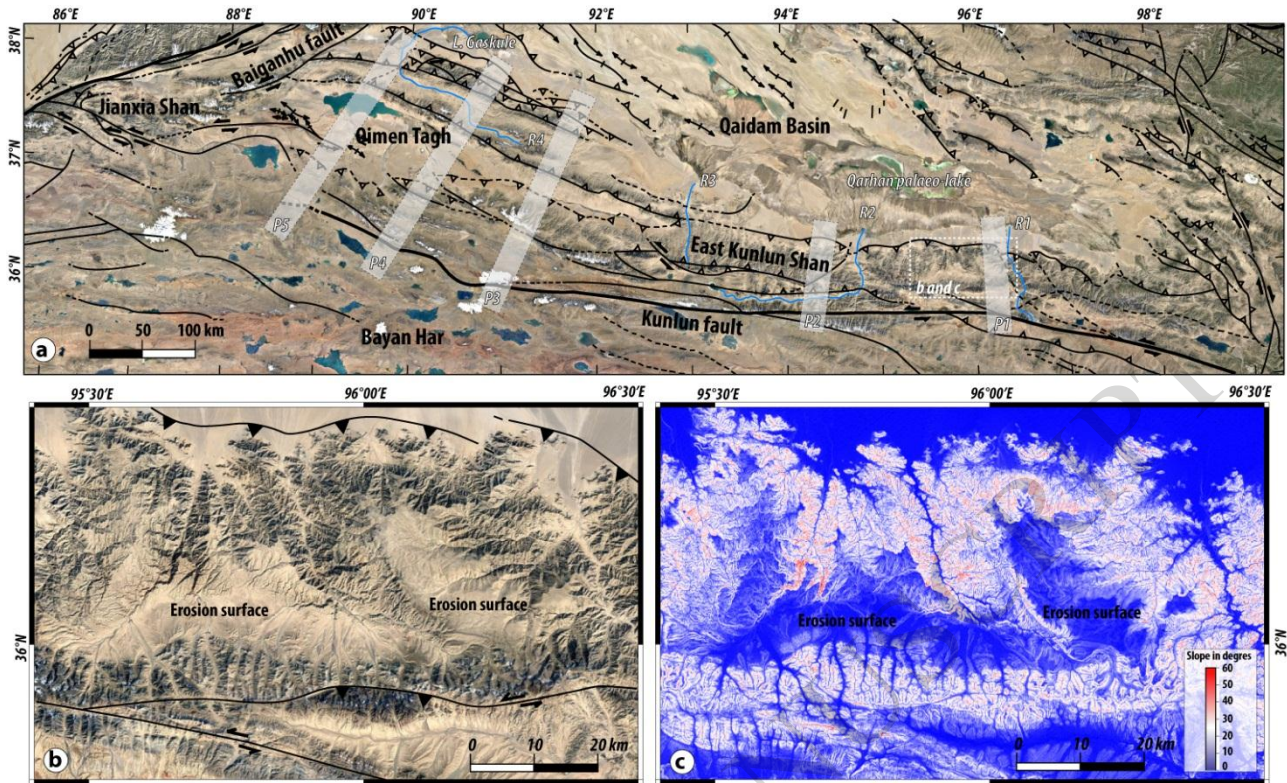 86°E 88°E 90°E 92°E 94°E 96°E 98°E
38°N
37°N
36°N
Baiganhu fault
L. Gaskule
Jianxia Shan
Qimen Tagh
R4
Qaidam Basin
Qarhan palaeo-lake
R3
R2
R1
P5
P4
P3
East Kunlun Shan
b and c
P2
P1
Kunlun fault
Bayan Har
0 50 100 km
a
95°30'E 96°00'E 96°30'E
36°N
Erosion surface
Erosion surface
0 10 20 km
b
95°30'E 96°00'E 96°30'E
36°N
Erosion surface
Erosion surface
Slope in degres
60
50
40
30
20
10
0
0 10 20 km
c